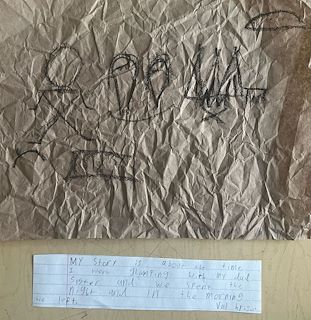 My Story is about the time
I went jumping with my dad
Sister and we spent the
Night and in the morning
we left.